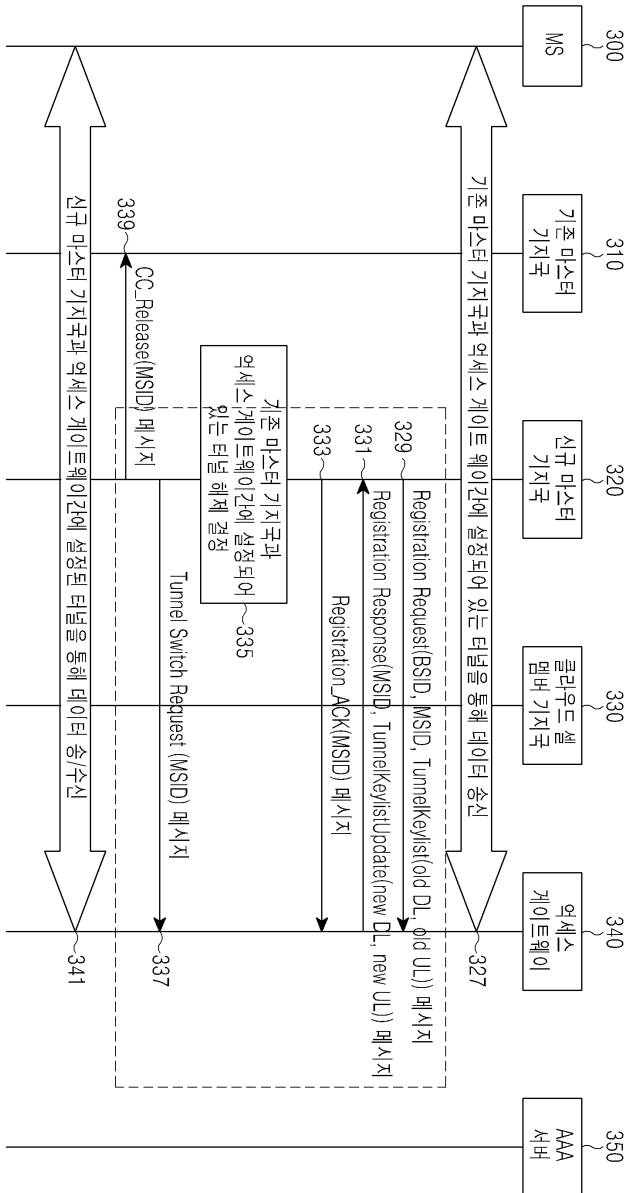 300
MS
310
기존 마스터
기지국
320
신규 마스터
기지국
330
클라우드 셀
멤버 기지국
340
억세스
게이트웨이
350
AAA
서버
기존 마스터 기지국과 억세스 게이트 웨이간에 설정되어 있는 터널을 통해 데이터 송신
327
329
Registration Request(BSID, MSID, TunnelKeylist(old DL, old UL)) 메시지
331
Registration Response(MSID, TunnelKeylistUpdate(new DL, new UL)) 메시지
333
Registration_ACK(MSID) 메시지
기존 마스터 기지국과
억세스 게이트웨이간에 설정되어
있는 터널 해제 결정
335
Tunnel Switch Request (MSID) 메시지
337
339
CC_Release(MSID) 메시지
신규 마스터 기지국과 억세스 게이트웨이간에 설정된 터널을 통해 데이터 송/수신
341